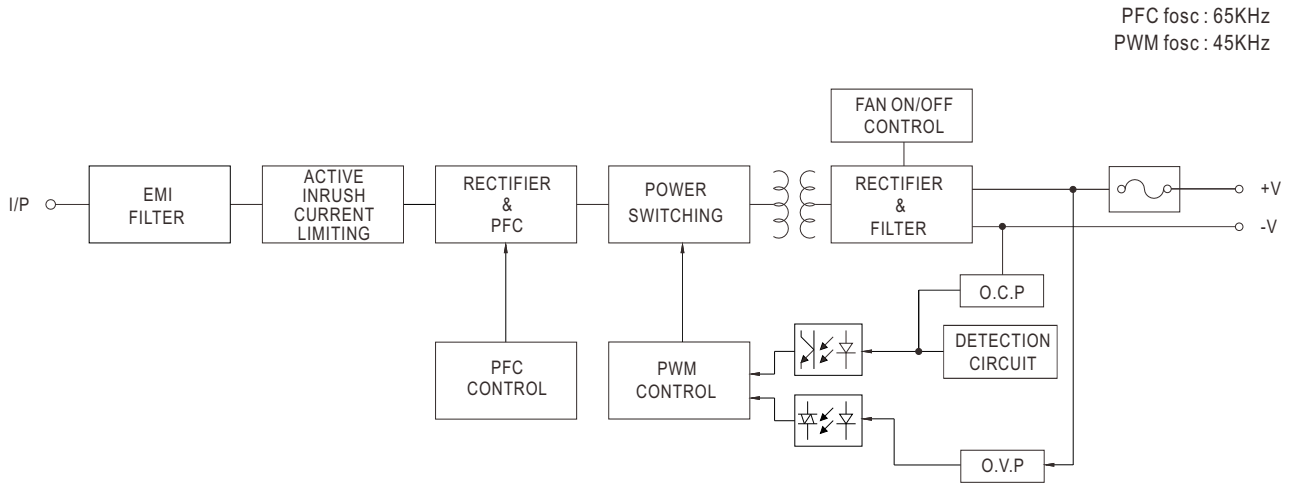 PFC fosc : 65KHz
PWM fosc : 45KHz
FAN ON/OFF
CONTROL
I/P
EMI
FILTER
ACTIVE
INRUSH
CURRENT
LIMITING
RECTIFIER
&
PFC
POWER
SWITCHING
RECTIFIER
&
FILTER
+V
-V
O.C.P
PFC
CONTROL
PWM
CONTROL
DETECTION
CIRCUIT
O.V.P